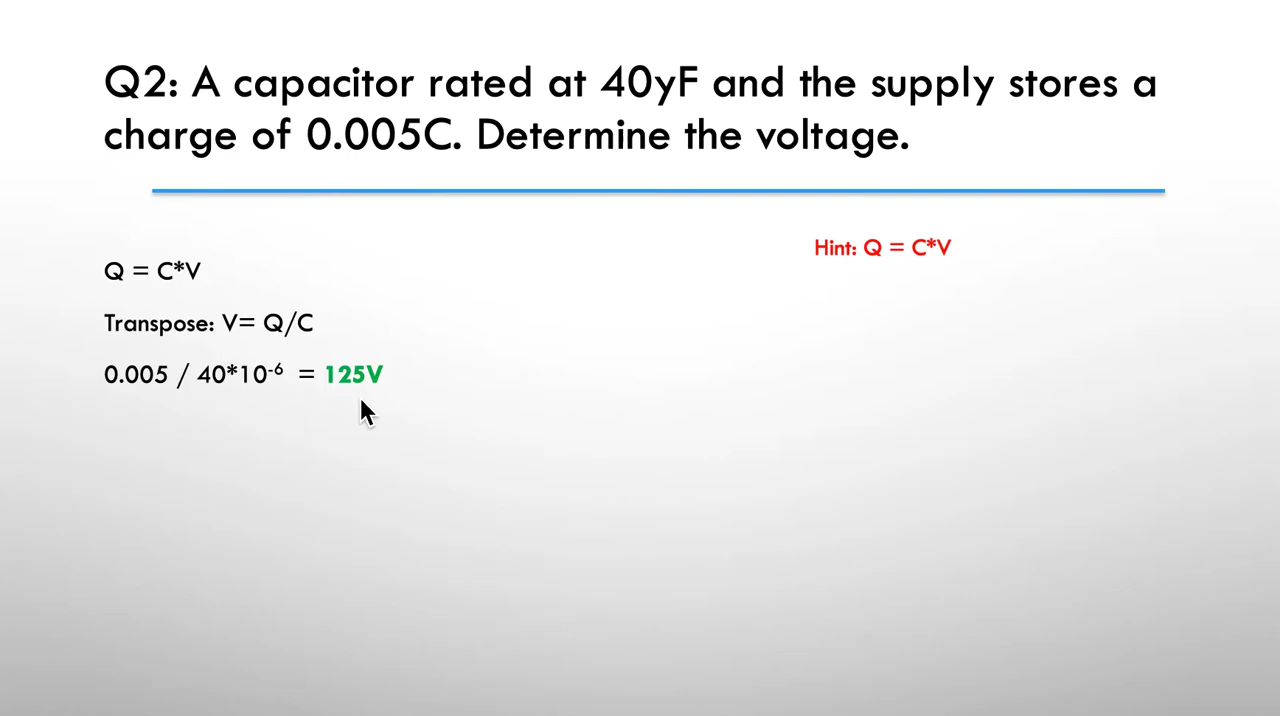 Q2: A capacitor rated at 40yF and the supply stores a
charge of 0.005C. Determine the voltage.
Hint: Q = C*V
Q = C*V
Transpose: V= Q/C
0.005 / 40*10⁻⁶ = 125V